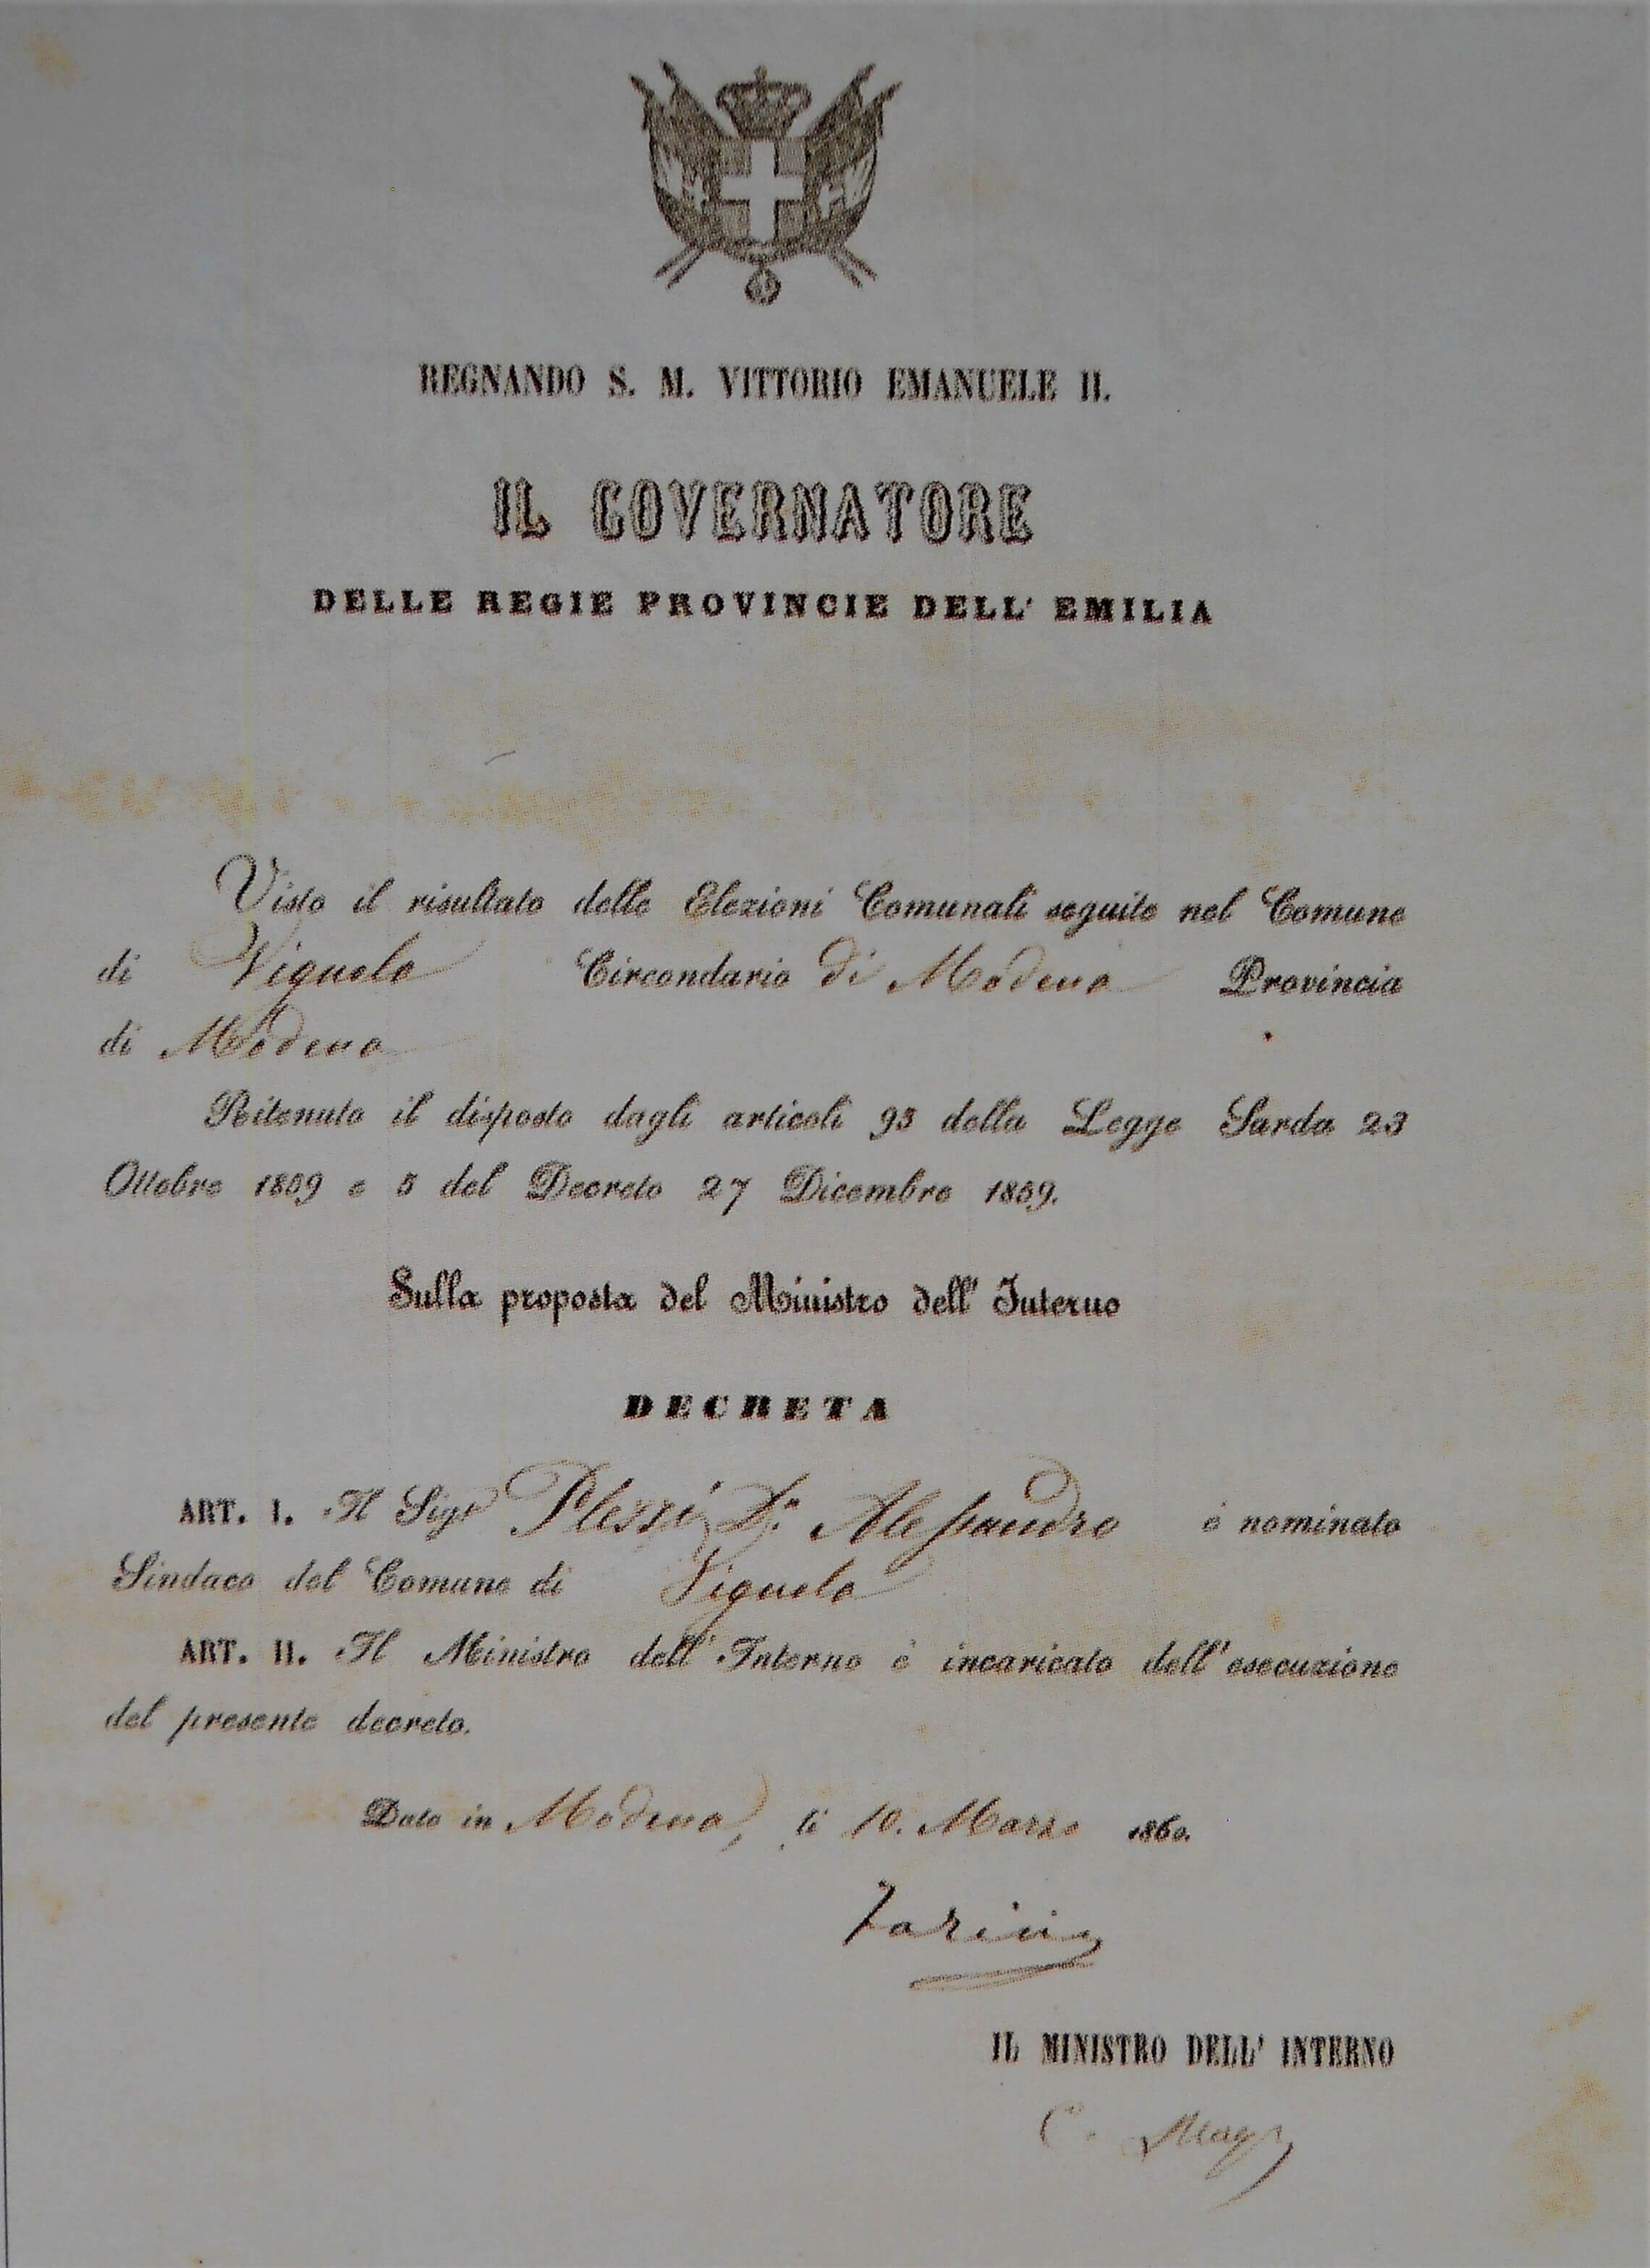 REGNANDO S. M. VITTORIO EMANUELE II.
IL GOVERNATORE
DELLE REGIE PROVINCIE DELL' EMILIA
Visto il risultato delle Elezioni Comunali seguite nel Comune
di Vignola Circondario di Modena Provincia
di Modena
Ritenuto il disposto dagli articoli 95 della Legge Sarda 23
Ottobre 1859 e 5 del Decreto 27 Dicembre 1859.
Sulla proposta del Ministro dell' Interno
DECRETA
ART. I. Il Sigr Plessi Dr. Alessandro è nominato
Sindaco del Comune di Vignola
ART. II. Il Ministro dell' Interno è incaricato dell' esecuzione
del presente decreto.
Dato in Modena, li 10. Marzo 1860.
Farini
IL MINISTRO DELL' INTERNO
C. Mayr